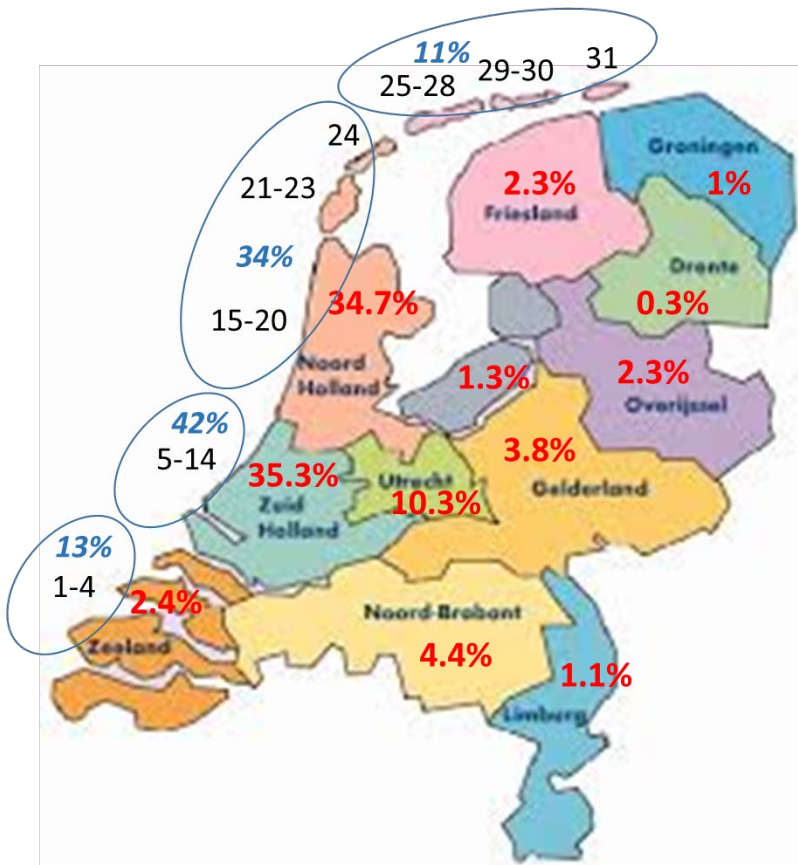 11%
25-28 29-30 31
24
21-23
34%
15-20
Groningen
1%
2.3%
Friesland
Drente
0.3%
34.7%
Noord
Holland
1.3%
2.3%
Overijssel
42%
5-14
35.3%
Zuid
Holland
Utrecht
10.3%
3.8%
Gelderland
13%
1-4
2.4%
Zeeland
Noord-Brabant
4.4%
1.1%
Limburg